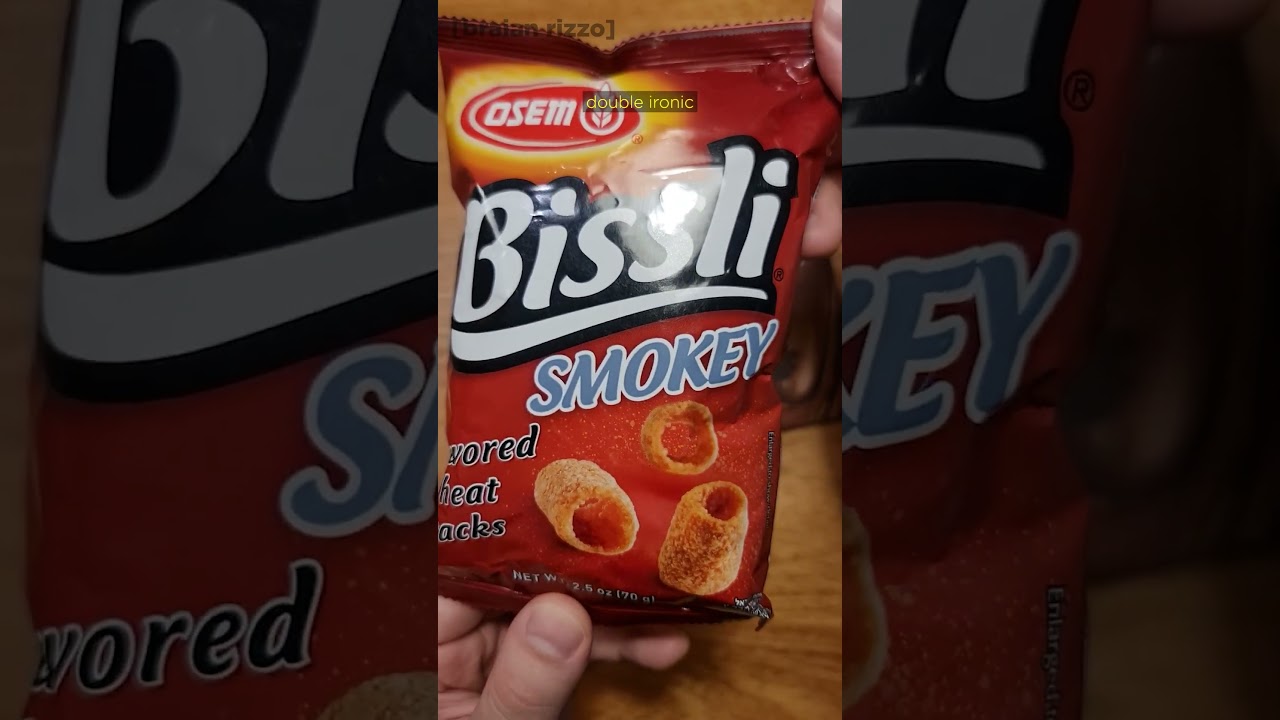 [braian rizzo]
OSEM
double ironic
®
Bissli®
SMOKEY
vored
heat
acks
NET W 2.5 oz (70 g)